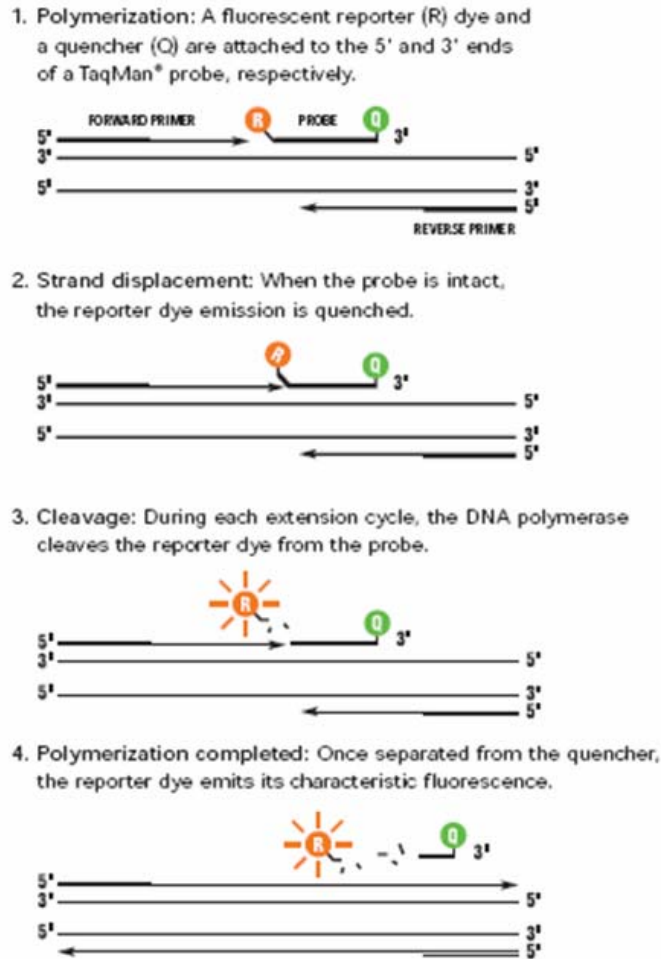 1. Polymerization: A fluorescent reporter (R) dye and
a quencher (Q) are attached to the 5' and 3' ends
of a TaqMan® probe, respectively.
FORWARD PRIMER R PROBE Q
5' 3'
3' 5'
5' 3'
5'
REVERSE PRIMER
2. Strand displacement: When the probe is intact,
the reporter dye emission is quenched.
R Q
5' 3'
3' 5'
5' 3'
5'
3. Cleavage: During each extension cycle, the DNA polymerase
cleaves the reporter dye from the probe.
R Q
5' 3'
3' 5'
5' 3'
5'
4. Polymerization completed: Once separated from the quencher,
the reporter dye emits its characteristic fluorescence.
R Q 3'
5'
3' 5'
5' 3'
5'